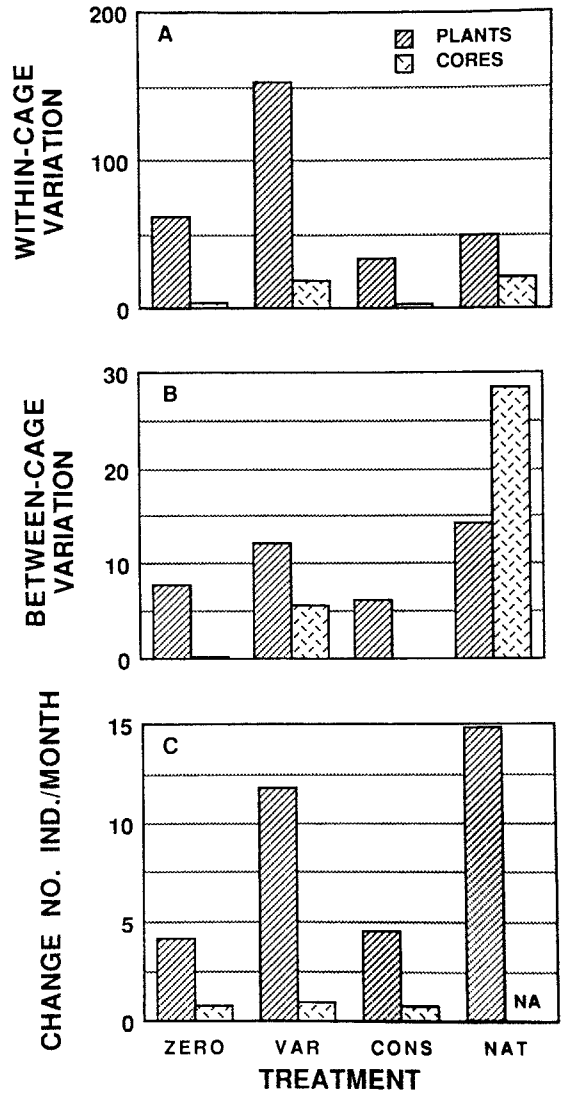 WITHIN-CAGE
VARIATION
200
100
0
A
PLANTS
CORES
BETWEEN-CAGE
VARIATION
30
20
10
0
B
CHANGE NO. IND./MONTH
15
10
5
0
C
NA
ZERO VAR CONS NAT
TREATMENT